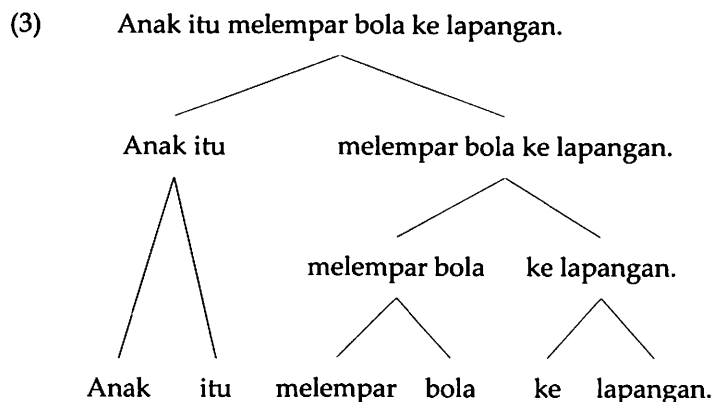 (3) Anak itu melempar bola ke lapangan.
Anak itu melempar bola ke lapangan.
melempar bola ke lapangan.
Anak itu melempar bola ke lapangan.